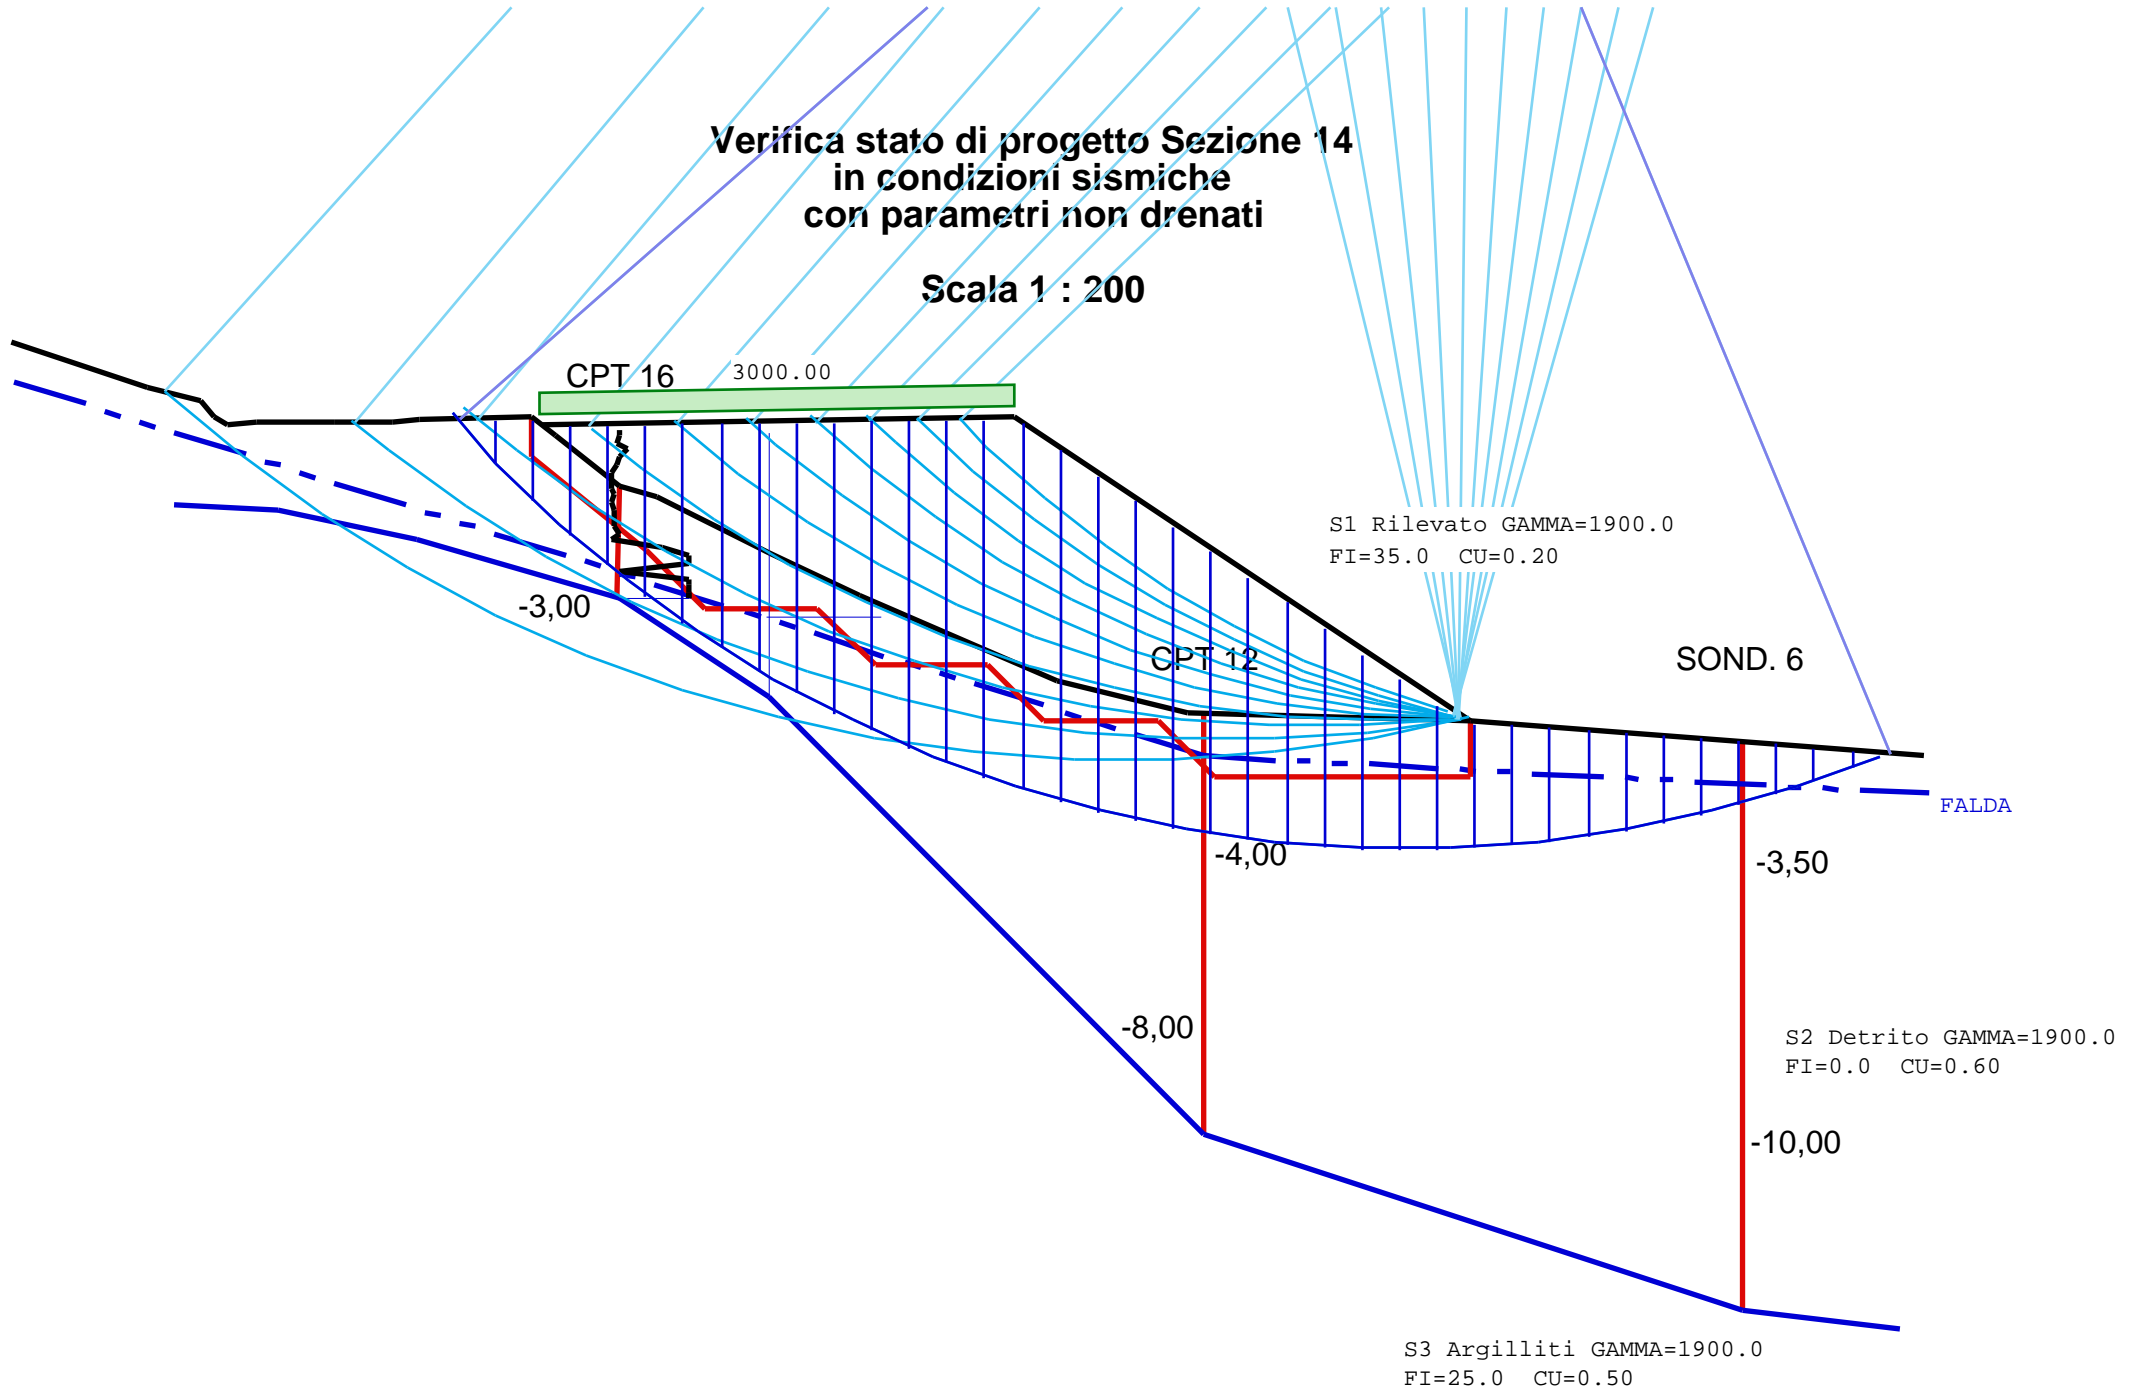 Verifica stato di progetto Sezione 14
in condizioni sismiche
con parametri non drenati
Scala 1 : 200
CPT 16
3000.00
S1 Rilevato GAMMA=1900.0
FI=35.0  CU=0.20
-3,00
CPT 12
SOND. 6
FALDA
-4,00
-3,50
-8,00
S2 Detrito GAMMA=1900.0
FI=0.0  CU=0.60
-10,00
S3 Argilliti GAMMA=1900.0
FI=25.0  CU=0.50